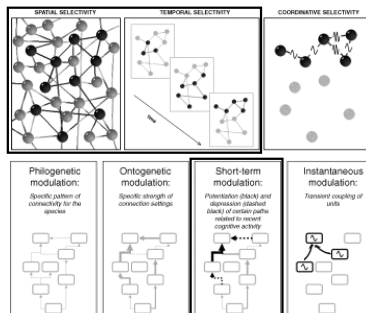 SPATIAL SELECTIVITY
TEMPORAL SELECTIVITY
COORDINATIVE SELECTIVITY
time
Philogenetic
modulation:
Specific pattern of
connectivity for the
species
Ontogenetic
modulation:
Specific strength of
connection settings
Short-term
modulation:
Potentiation (black) and
depression (dashed
black) of certain paths
related to recent
cognitive activity
Instantaneous
modulation:
Transient coupling of
units